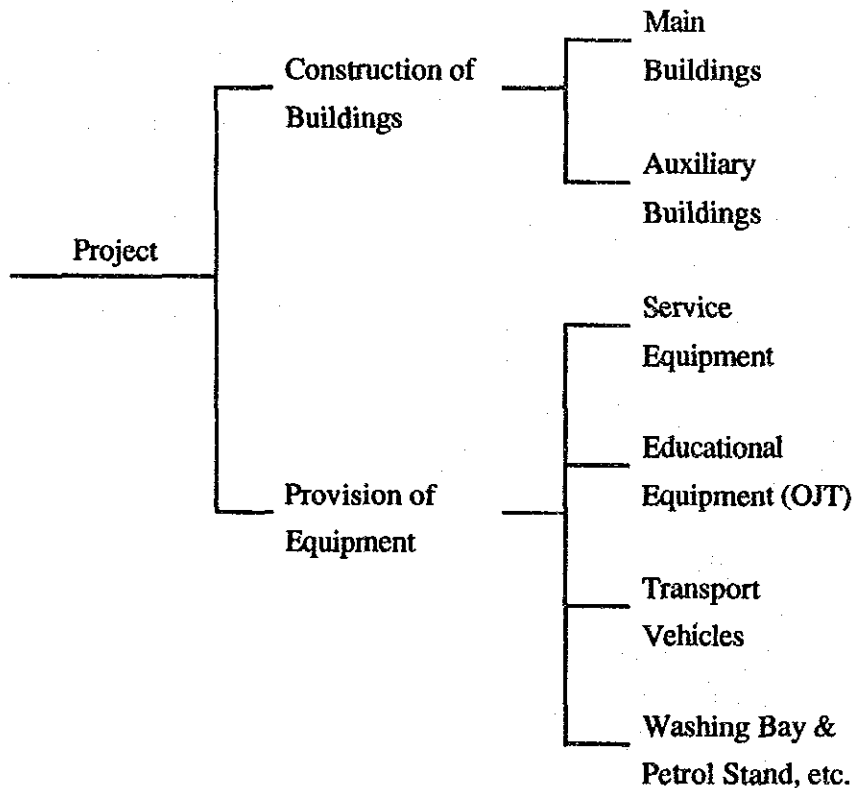 Project
Construction of
Buildings
Main
Buildings
Auxiliary
Buildings
Provision of
Equipment
Service
Equipment
Educational
Equipment (OJT)
Transport
Vehicles
Washing Bay &
Petrol Stand, etc.